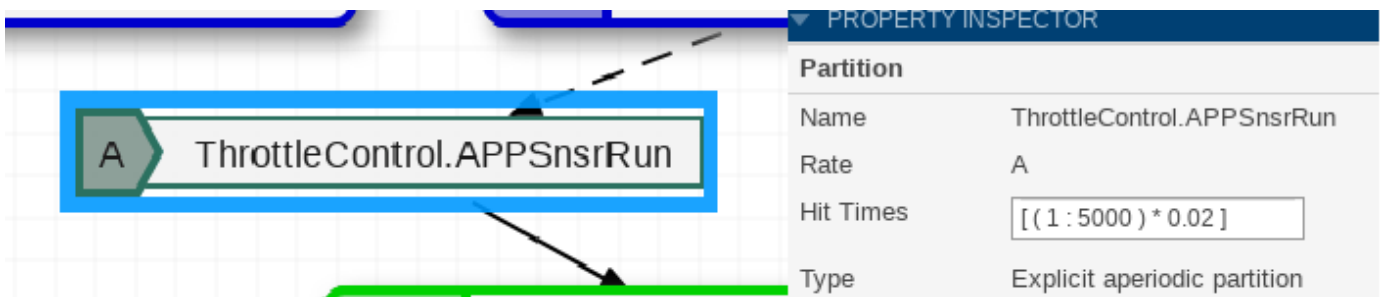 PROPERTY INSPECTOR
Partition
Name ThrottleControl.APPSnsrRun
Rate A
Hit Times [ ( 1 : 5000 ) * 0.02 ]
Type Explicit aperiodic partition
A ThrottleControl.APPSnsrRun